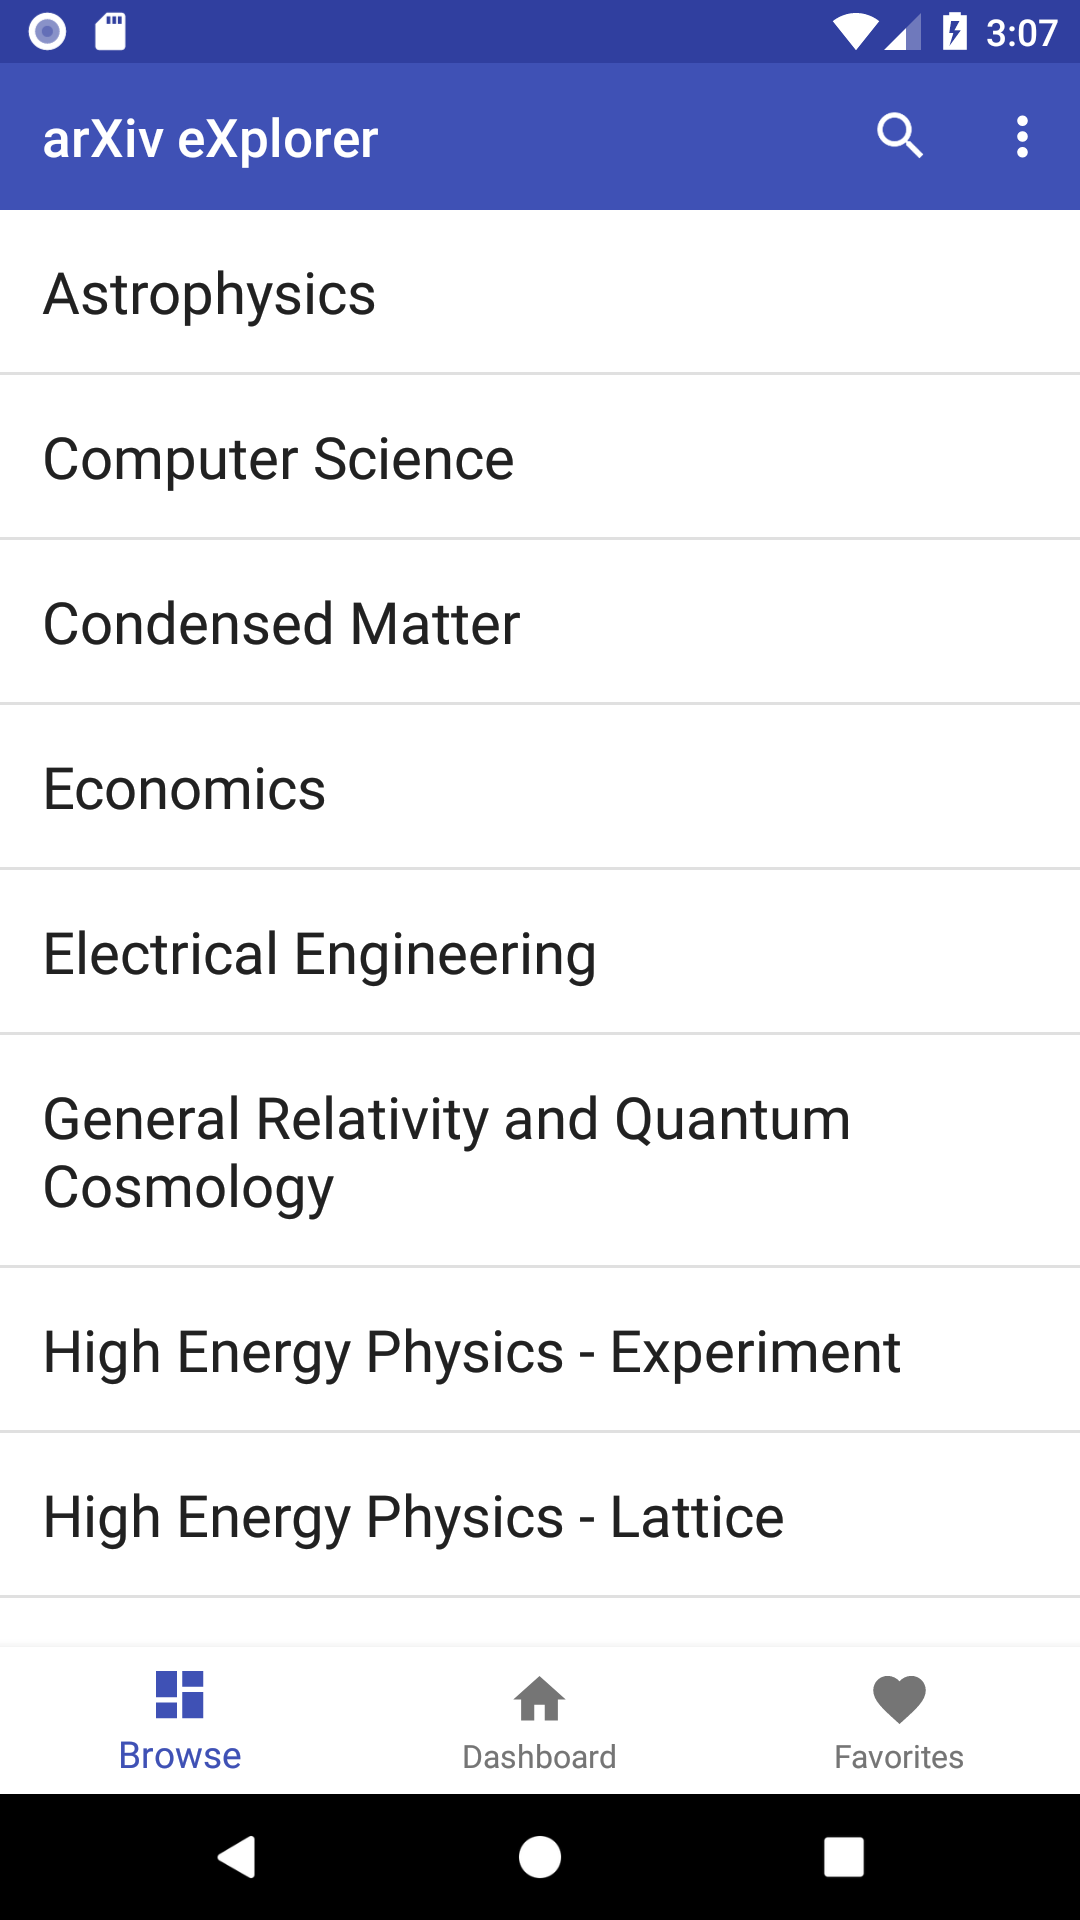 3:07
arXiv eXplorer
Astrophysics
Computer Science
Condensed Matter
Economics
Electrical Engineering
General Relativity and Quantum
Cosmology
High Energy Physics - Experiment
High Energy Physics - Lattice
Browse
Dashboard
Favorites